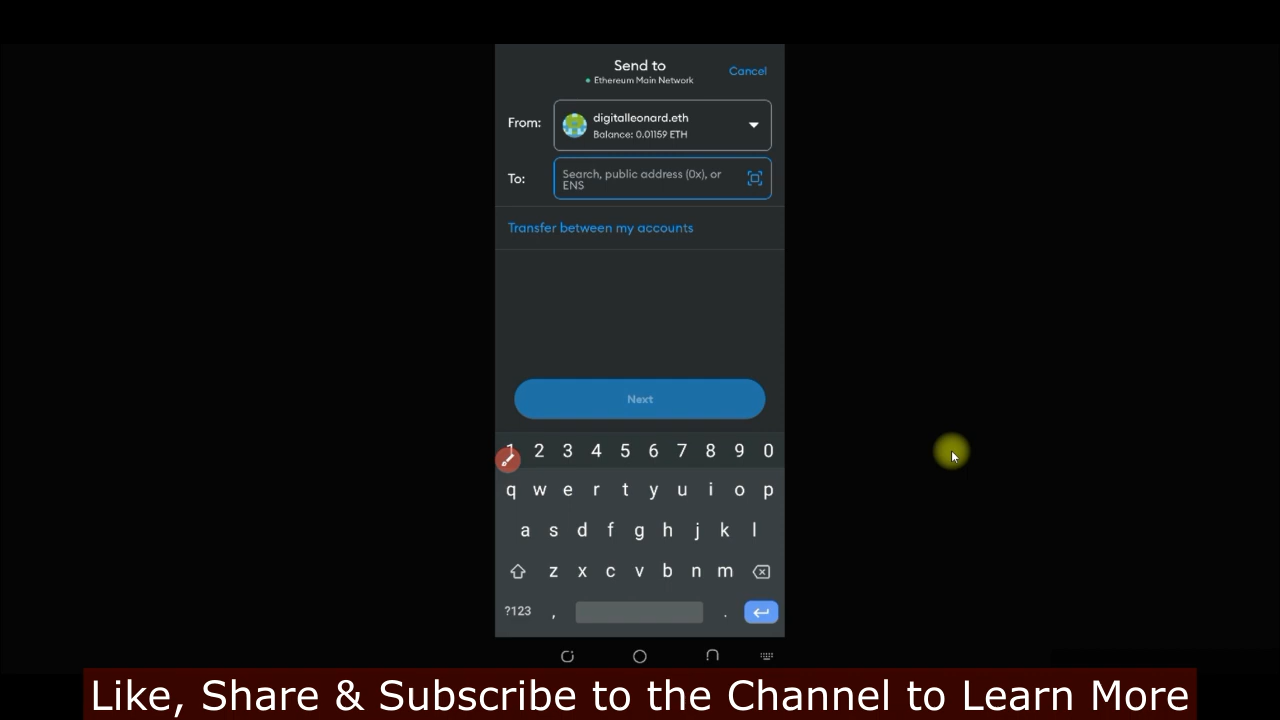 Send to
Ethereum Main Network
Cancel
From:
digitalleonard.eth
Balance: 0.01159 ETH
To:
Search, public address (0x), or
ENS
Transfer between my accounts
Next
1 2 3 4 5 6 7 8 9 0
q w e r t y u i o p
a s d f g h j k l
z x c v b n m
?123 , .
Like, Share & Subscribe to the Channel to Learn More